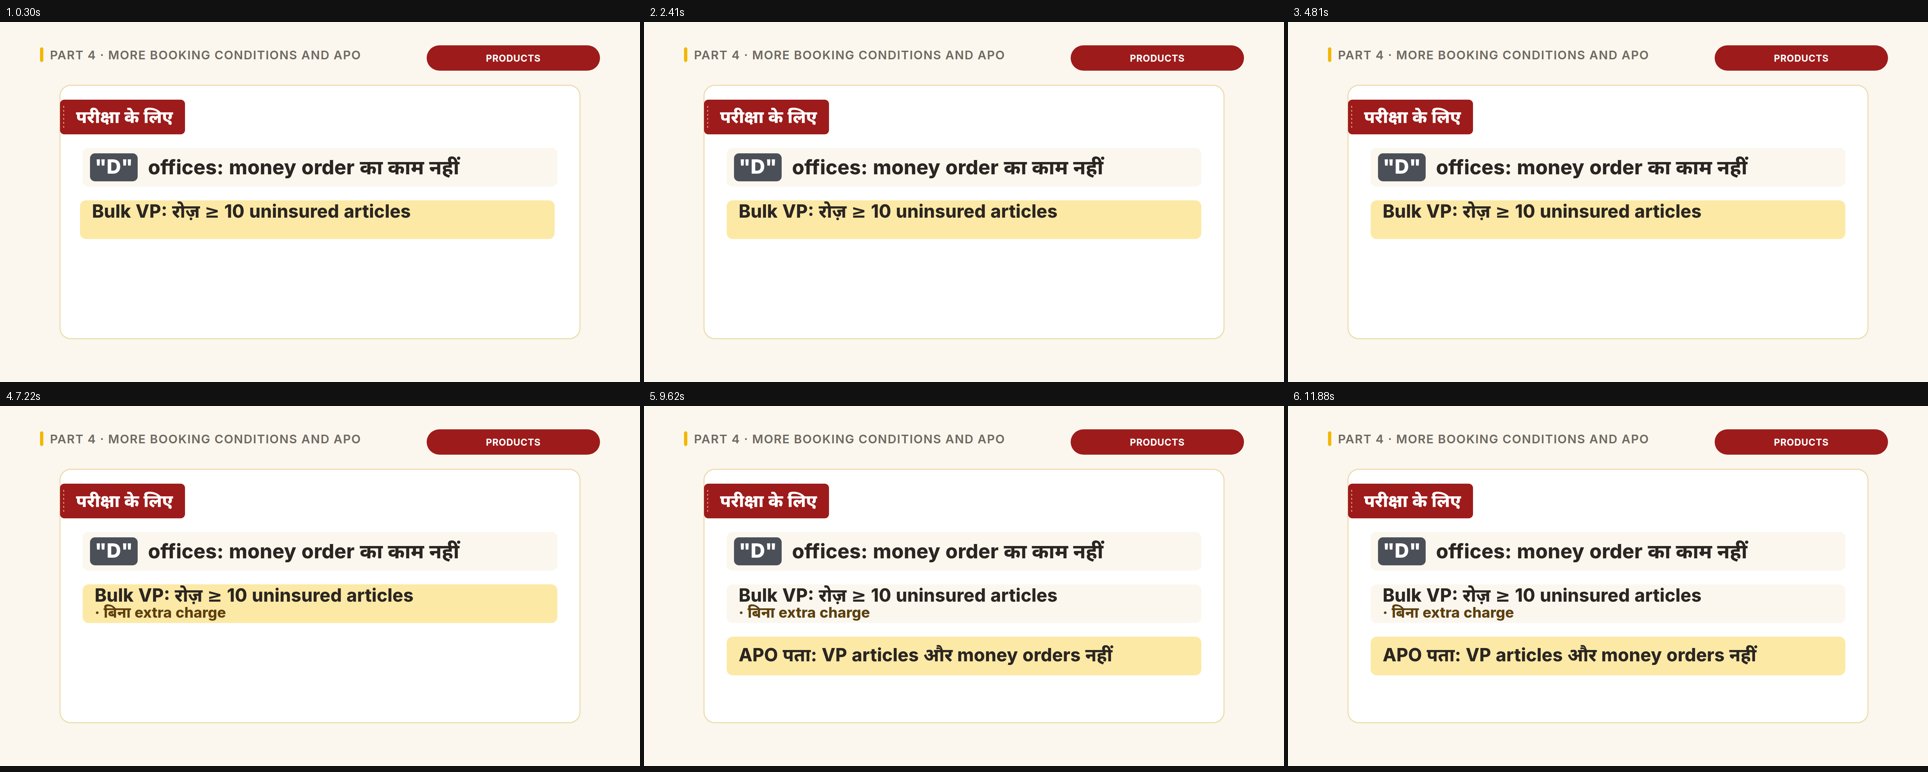 1. 0.30s
PART 4 · MORE BOOKING CONDITIONS AND APO
PRODUCTS
परीक्षा के लिए
"D" offices: money order का काम नहीं
Bulk VP: रोज़ ≥ 10 uninsured articles
2. 2.41s
PART 4 · MORE BOOKING CONDITIONS AND APO
PRODUCTS
परीक्षा के लिए
"D" offices: money order का काम नहीं
Bulk VP: रोज़ ≥ 10 uninsured articles
3. 4.81s
PART 4 · MORE BOOKING CONDITIONS AND APO
PRODUCTS
परीक्षा के लिए
"D" offices: money order का काम नहीं
Bulk VP: रोज़ ≥ 10 uninsured articles
4. 7.22s
PART 4 · MORE BOOKING CONDITIONS AND APO
PRODUCTS
परीक्षा के लिए
"D" offices: money order का काम नहीं
Bulk VP: रोज़ ≥ 10 uninsured articles
· बिना extra charge
5. 9.62s
PART 4 · MORE BOOKING CONDITIONS AND APO
PRODUCTS
परीक्षा के लिए
"D" offices: money order का काम नहीं
Bulk VP: रोज़ ≥ 10 uninsured articles
· बिना extra charge
APO पता: VP articles और money orders नहीं
6. 11.88s
PART 4 · MORE BOOKING CONDITIONS AND APO
PRODUCTS
परीक्षा के लिए
"D" offices: money order का काम नहीं
Bulk VP: रोज़ ≥ 10 uninsured articles
· बिना extra charge
APO पता: VP articles और money orders नहीं